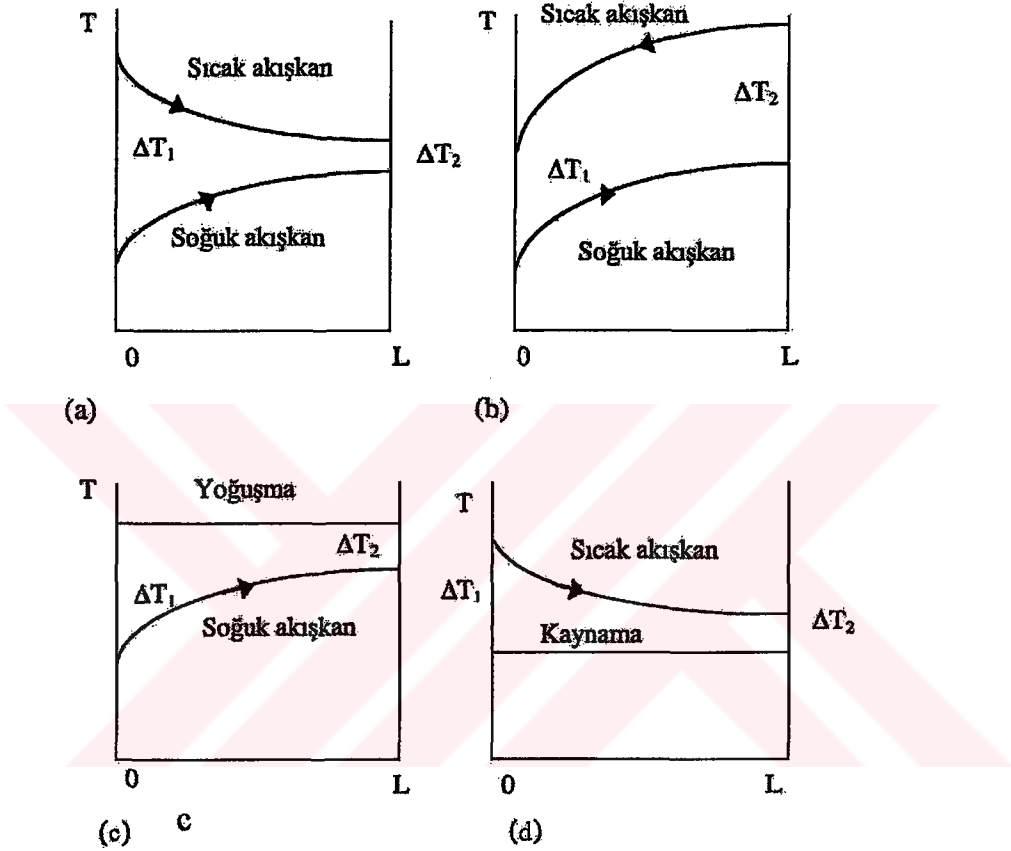 T
Sıcak akışkan
ΔT₁
ΔT₂
Soğuk akışkan
0
L
(a)
T
Sıcak akışkan
ΔT₂
ΔT₁
Soğuk akışkan
0
L
(b)
T
Yoğuşma
ΔT₂
ΔT₁
Soğuk akışkan
0
L
(c) c
T
Sıcak akışkan
ΔT₁
ΔT₂
Kaynama
0
L
(d)